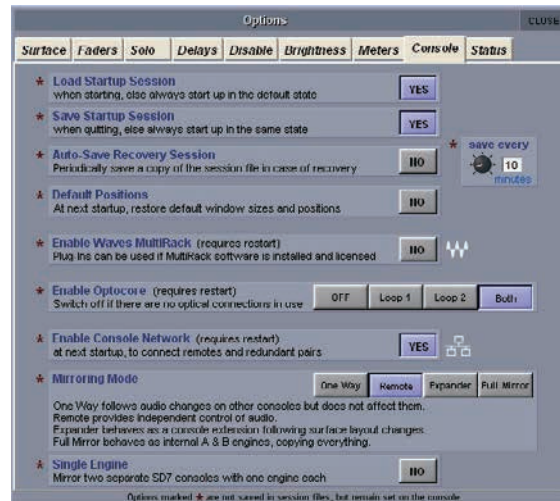 Options
CLOSE
Surface Faders Solo Delays Disable Brightness Meters Console Status
* Load Startup Session
when starting, else always start up in the default state
YES
* Save Startup Session
when quitting, else always start up in the same state
YES
* Auto-Save Recovery Session
Periodically save a copy of the session file in case of recovery
NO
* save every
10
minutes
* Default Positions
At next startup, restore default window sizes and positions
NO
* Enable Waves MultiRack (requires restart)
Plug-Ins can be used if MultiRack software is installed and licensed
NO
* Enable Optocore (requires restart)
Switch off if there are no optical connections in use
OFF Loop 1 Loop 2 Both
* Enable Console Network (requires restart)
at next startup, to connect remotes and redundant pairs
YES
* Mirroring Mode
One Way Remote Expander Full Mirror
One Way follows audio changes on other consoles but does not affect them.
Remote provides independent control of audio.
Expander behaves as a console extension following surface layout changes.
Full Mirror behaves as internal A & B engines, copying everything.
* Single Engine
Mirror two separate SD7 consoles with one engine each
NO
Options marked * are not saved in session files, but remain set on the console